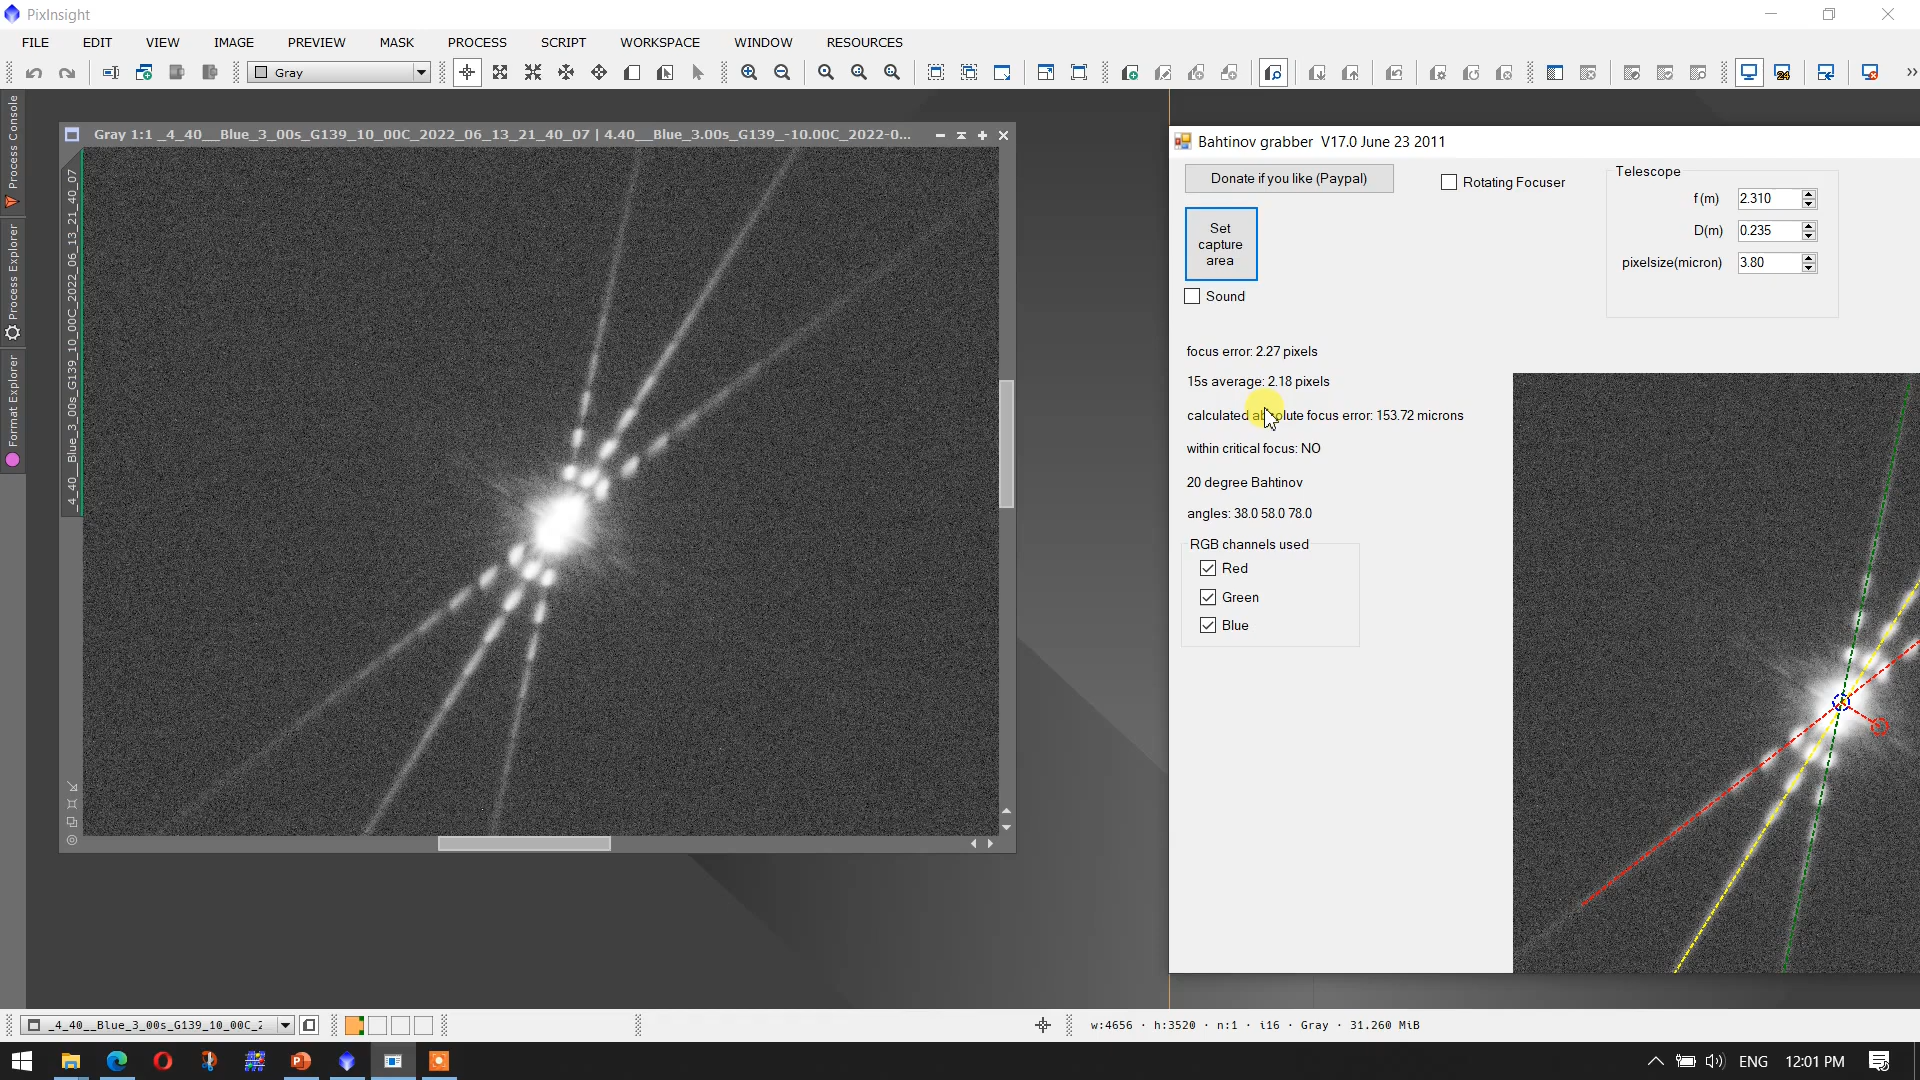 PixInsight
FILE EDIT VIEW IMAGE PREVIEW MASK PROCESS SCRIPT WORKSPACE WINDOW RESOURCES
Gray
24
Process Console
Process Explorer
Format Explorer
Gray 1:1 _4_40__Blue_3_00s_G139_10_00C_2022_06_13_21_40_07 | 4.40__Blue_3.00s_G139_-10.00C_2022-0...
_4_40__Blue_3_00s_G139_10_00C_2022_06_13_21_40_07
Bahtinov grabber V17.0 June 23 2011
Donate if you like (Paypal)
Rotating Focuser
Telescope
f (m) 2.310
D(m) 0.235
pixelsize(micron) 3.80
Set
capture
area
Sound
focus error: 2.27 pixels
15s average: 2.18 pixels
calculated absolute focus error: 153.72 microns
within critical focus: NO
20 degree Bahtinov
angles: 38.0 58.0 78.0
RGB channels used
Red
Green
Blue
_4_40__Blue_3_00s_G139_10_00C_2
w:4656 · h:3520 · n:1 · i16 · Gray · 31.260 MiB
ENG 12:01 PM